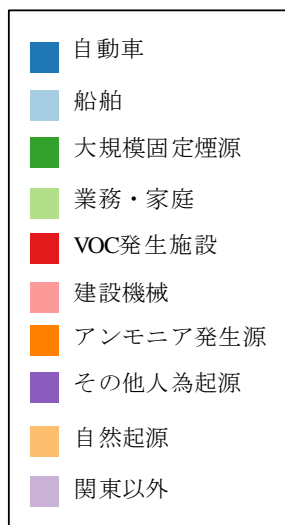 自動車
船舶
大規模固定煙源
業務・家庭
VOC発生施設
建設機械
アンモニア発生源
その他人為起源
自然起源
関東以外